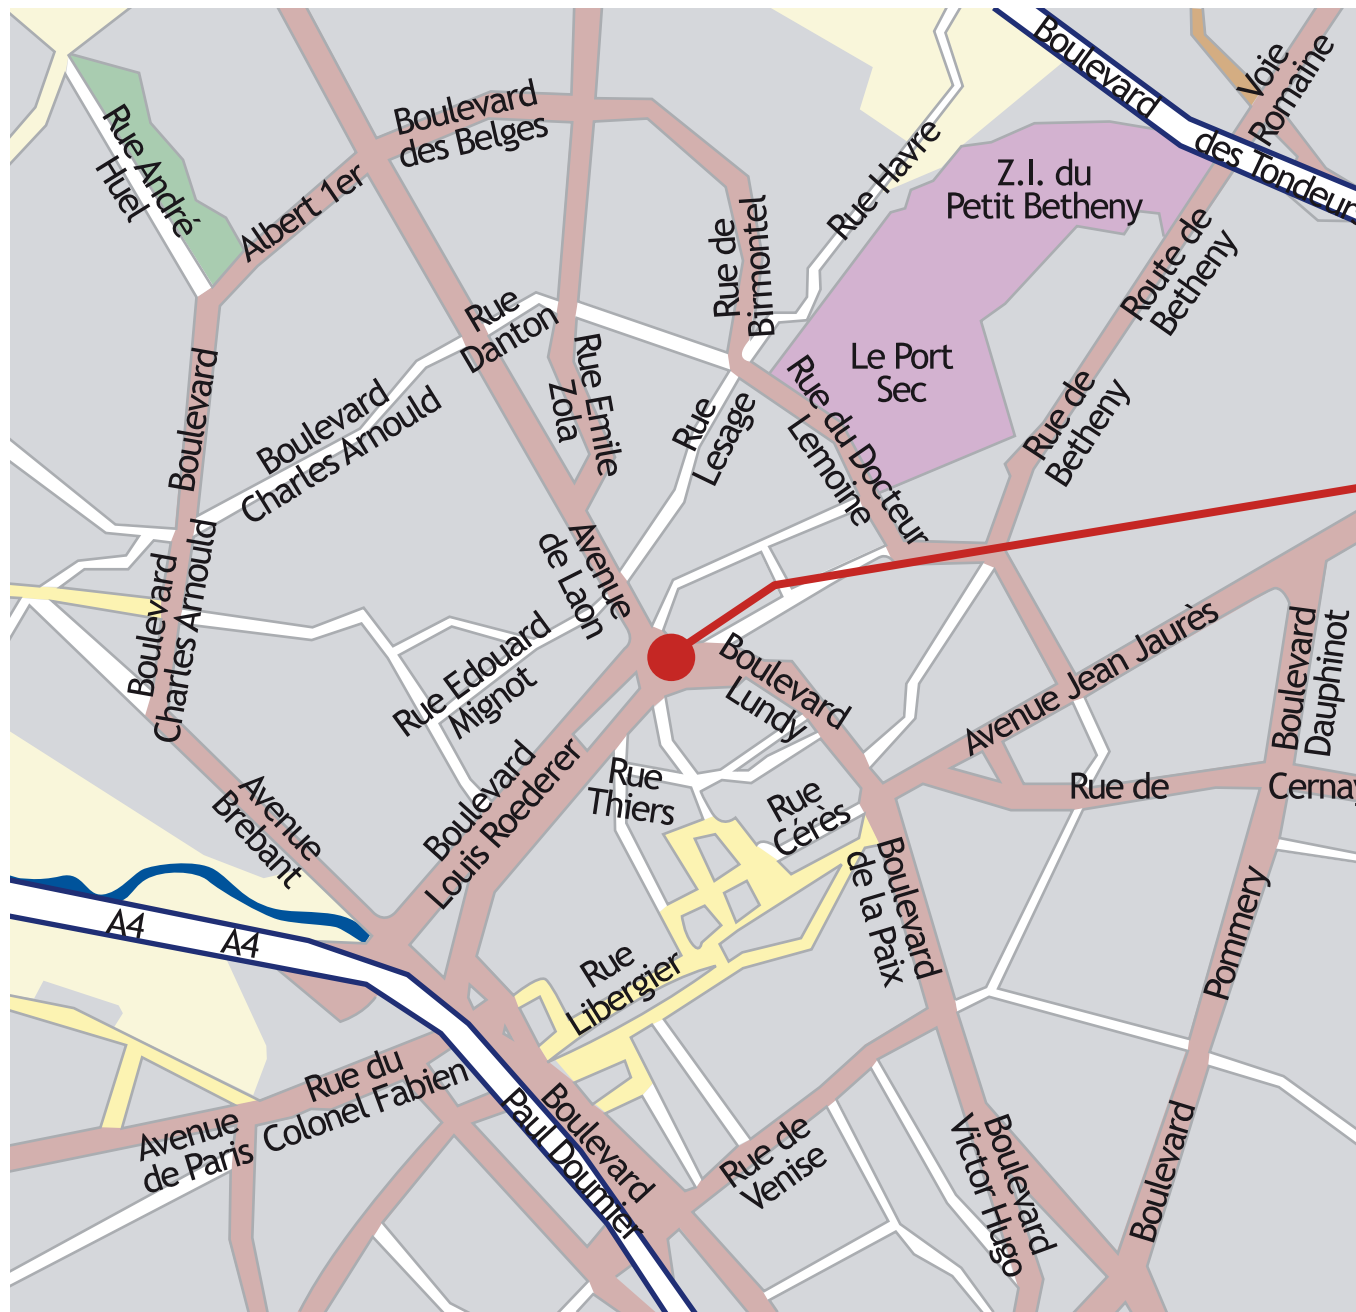 Boulevard
des Tondeur
Voie
Romaine
Boulevard
des Belges
Rue André
Huel
Albert 1er
Rue Havre
Z.I. du
Petit Betheny
Rue de
Birmontel
Route de
Betheny
Rue
Danton
Rue Emile
Zola
Le Port
Sec
Boulevard
Boulevard
Charles Arnould
Rue
Lesage
Rue du Docteur
Lemoine
Rue de
Betheny
Avenue
de Laon
Boulevard
Charles Arnould
Rue Edouard
Mignot
Boulevard
Lundy
Avenue Jean Jaurès
Boulevard
Dauphinot
Boulevard
Louis Roederer
Rue
Thiers
Rue
Cérès
Rue de
Cernay
Avenue
Brebant
Boulevard
de la Paix
Pommery
A4
A4
Rue
Libergier
Rue du
Colonel Fabien
Avenue
de Paris
Boulevard
Paul Doumer
Rue de
Venise
Boulevard
Victor Hugo
Boulevard